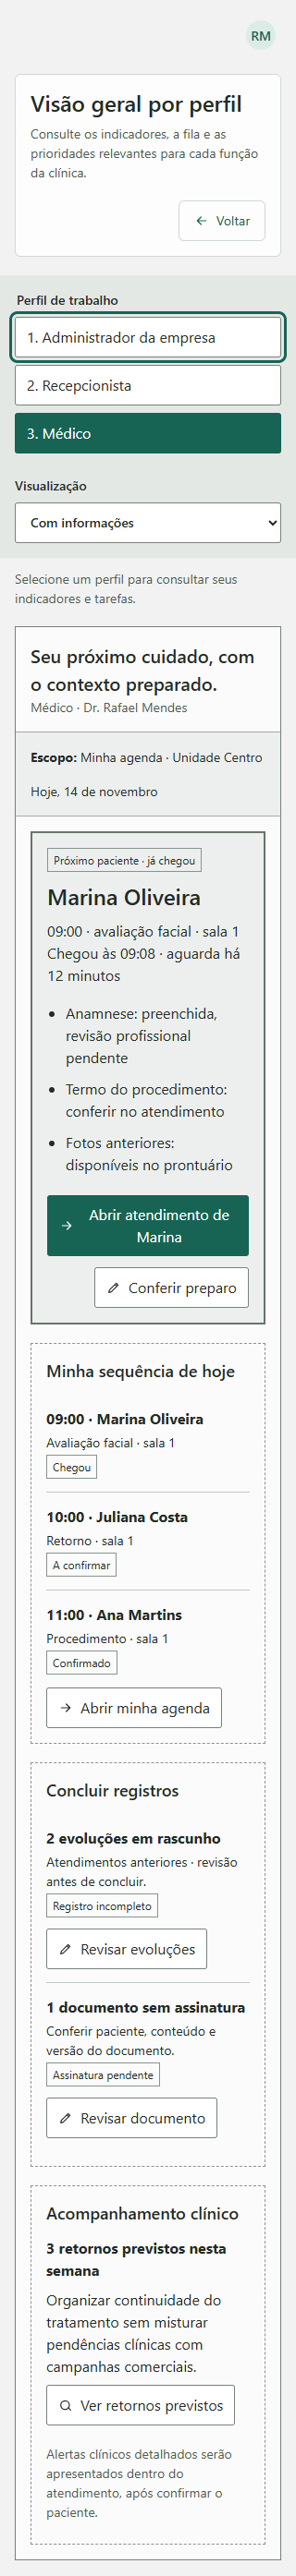 RM
Visão geral por perfil
Consulte os indicadores, a fila e as
prioridades relevantes para cada função
da clínica.
← Voltar
Perfil de trabalho
1. Administrador da empresa
2. Recepcionista
3. Médico
Visualização
Com informações
Selecione um perfil para consultar seus
indicadores e tarefas.
Seu próximo cuidado, com
o contexto preparado.
Médico · Dr. Rafael Mendes
Escopo: Minha agenda · Unidade Centro
Hoje, 14 de novembro
Próximo paciente · já chegou
Marina Oliveira
09:00 · avaliação facial · sala 1
Chegou às 09:08 · aguarda há
12 minutos
• Anamnese: preenchida,
revisão profissional
pendente
• Termo do procedimento:
conferir no atendimento
• Fotos anteriores:
disponíveis no prontuário
→ Abrir atendimento de
Marina
Conferir preparo
Minha sequência de hoje
09:00 · Marina Oliveira
Avaliação facial · sala 1
Chegou
10:00 · Juliana Costa
Retorno · sala 1
A confirmar
11:00 · Ana Martins
Procedimento · sala 1
Confirmado
→ Abrir minha agenda
Concluir registros
2 evoluções em rascunho
Atendimentos anteriores · revisão
antes de concluir.
Registro incompleto
Revisar evoluções
1 documento sem assinatura
Conferir paciente, conteúdo e
versão do documento.
Assinatura pendente
Revisar documento
Acompanhamento clínico
3 retornos previstos nesta
semana
Organizar continuidade do
tratamento sem misturar
pendências clínicas com
campanhas comerciais.
Ver retornos previstos
Alertas clínicos detalhados serão
apresentados dentro do
atendimento, após confirmar o
paciente.